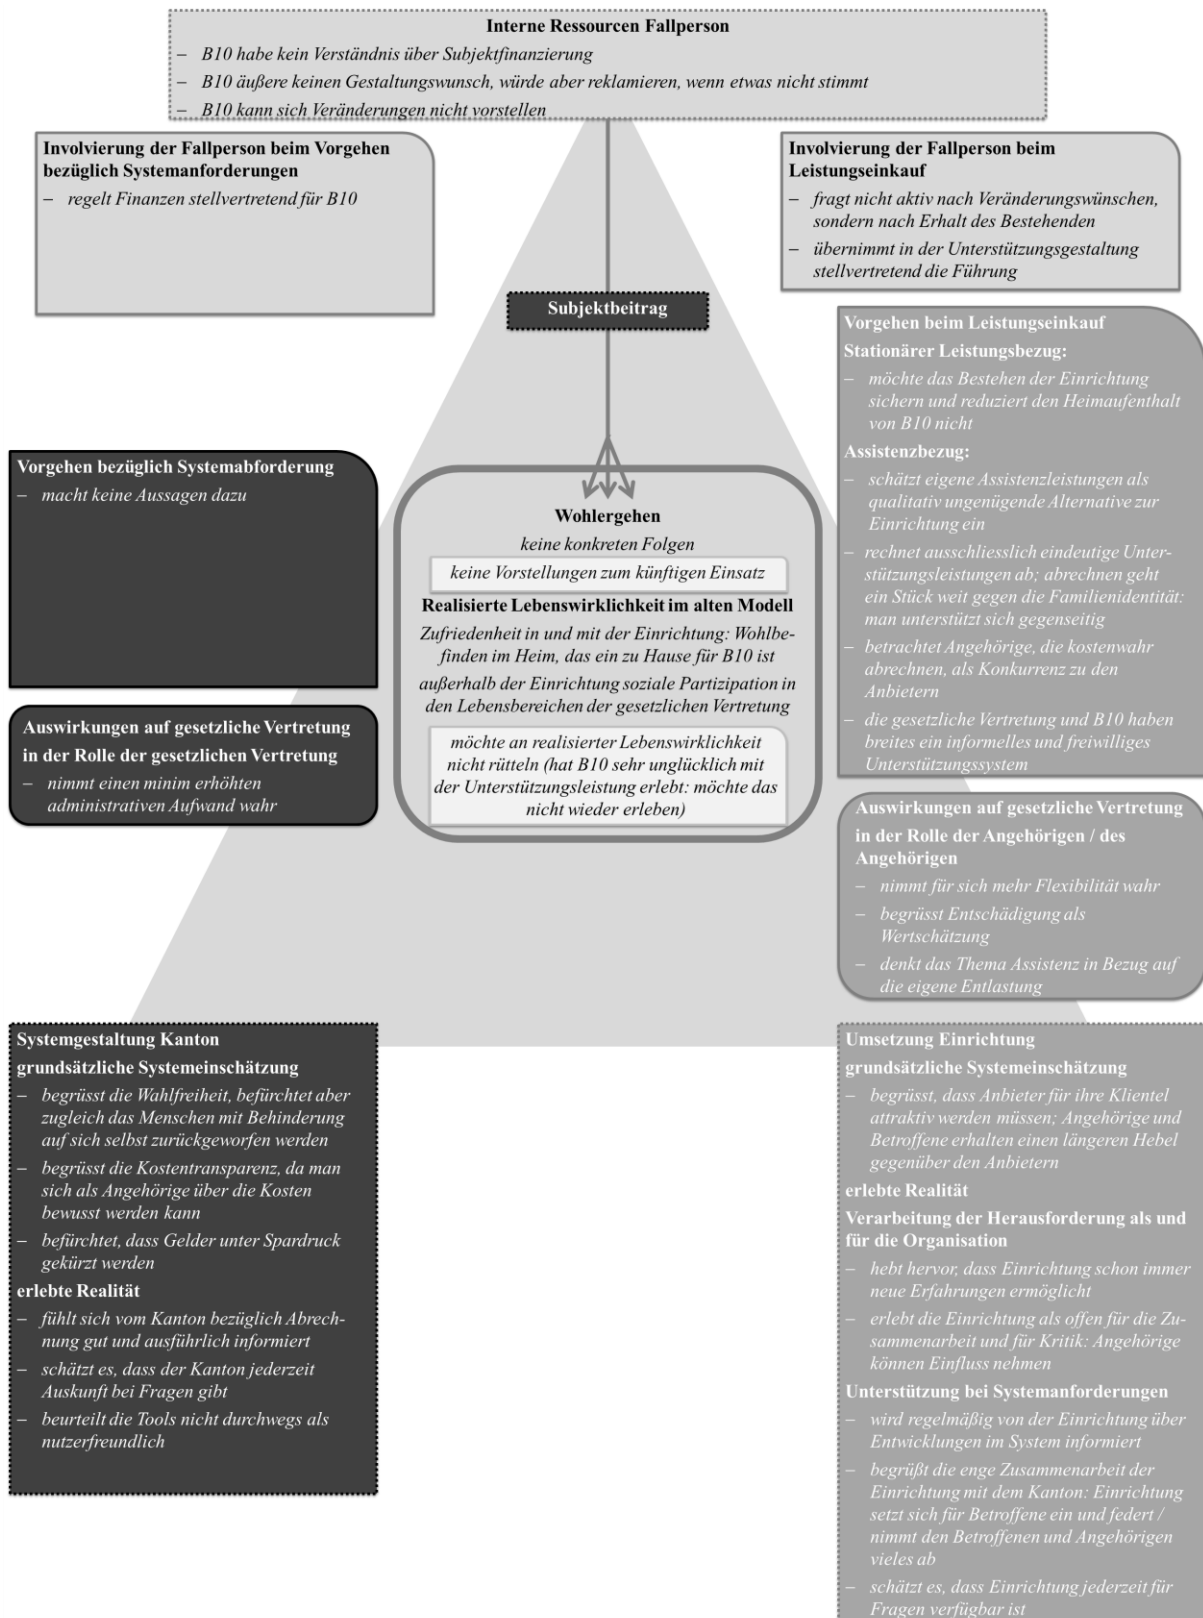 Interne Ressourcen Fallperson
– B10 habe kein Verständnis über Subjektfinanzierung
– B10 äußere keinen Gestaltungswunsch, würde aber reklamieren, wenn etwas nicht stimmt
– B10 kann sich Veränderungen nicht vorstellen
Involvierung der Fallperson beim Vorgehen
bezüglich Systemanforderungen
– regelt Finanzen stellvertretend für B10
Involvierung der Fallperson beim
Leistungseinkauf
– fragt nicht aktiv nach Veränderungswünschen,
sondern nach Erhalt des Bestehenden
– übernimmt in der Unterstützungsgestaltung
stellvertretend die Führung
Subjektbeitrag
Vorgehen beim Leistungseinkauf
Stationärer Leistungsbezug:
– möchte das Bestehen der Einrichtung
sichern und reduziert den Heimaufenthalt
von B10 nicht
Assistenzbezug:
– schätzt eigene Assistenzleistungen als
qualitativ ungenügende Alternative zur
Einrichtung ein
– rechnet ausschliesslich eindeutige Unter-
stützungsleistungen ab; abrechnen geht
ein Stück weit gegen die Familienidentität:
man unterstützt sich gegenseitig
– betrachtet Angehörige, die kostenwahr
abrechnen, als Konkurrenz zu den
Anbietern
– die gesetzliche Vertretung und B10 haben
breites ein informelles und freiwilliges
Unterstützungssystem
Vorgehen bezüglich Systemabforderung
– macht keine Aussagen dazu
Wohlergehen
keine konkreten Folgen
keine Vorstellungen zum künftigen Einsatz
Realisierte Lebenswirklichkeit im alten Modell
Zufriedenheit in und mit der Einrichtung: Wohlbe-
finden im Heim, das ein zu Hause für B10 ist
außerhalb der Einrichtung soziale Partizipation in
den Lebensbereichen der gesetzlichen Vertretung
möchte an realisierter Lebenswirklichkeit
nicht rütteln (hat B10 sehr unglücklich mit
der Unterstützungsleistung erlebt: möchte das
nicht wieder erleben)
Auswirkungen auf gesetzliche Vertretung
in der Rolle der gesetzlichen Vertretung
– nimmt einen minim erhöhten
administrativen Aufwand wahr
Auswirkungen auf gesetzliche Vertretung
in der Rolle der Angehörigen / des
Angehörigen
– nimmt für sich mehr Flexibilität wahr
– begrüsst Entschädigung als
Wertschätzung
– denkt das Thema Assistenz in Bezug auf
die eigene Entlastung
Systemgestaltung Kanton
grundsätzliche Systemeinschätzung
– begrüsst die Wahlfreiheit, befürchtet aber
zugleich das Menschen mit Behinderung
auf sich selbst zurückgeworfen werden
– begrüsst die Kostentransparenz, da man
sich als Angehörige über die Kosten
bewusst werden kann
– befürchtet, dass Gelder unter Spardruck
gekürzt werden
erlebte Realität
– fühlt sich vom Kanton bezüglich Abrech-
nung gut und ausführlich informiert
– schätzt es, dass der Kanton jederzeit
Auskunft bei Fragen gibt
– beurteilt die Tools nicht durchwegs als
nutzerfreundlich
Umsetzung Einrichtung
grundsätzliche Systemeinschätzung
– begrüsst, dass Anbieter für ihre Klientel
attraktiv werden müssen; Angehörige und
Betroffene erhalten einen längeren Hebel
gegenüber den Anbietern
erlebte Realität
Verarbeitung der Herausforderung als und
für die Organisation
– hebt hervor, dass Einrichtung schon immer
neue Erfahrungen ermöglicht
– erlebt die Einrichtung als offen für die Zu-
sammenarbeit und für Kritik: Angehörige
können Einfluss nehmen
Unterstützung bei Systemanforderungen
– wird regelmäßig von der Einrichtung über
Entwicklungen im System informiert
– begrüßt die enge Zusammenarbeit der
Einrichtung mit dem Kanton: Einrichtung
setzt sich für Betroffene ein und federt /
nimmt den Betroffenen und Angehörigen
vieles ab
– schätzt es, dass Einrichtung jederzeit für
Fragen verfügbar ist